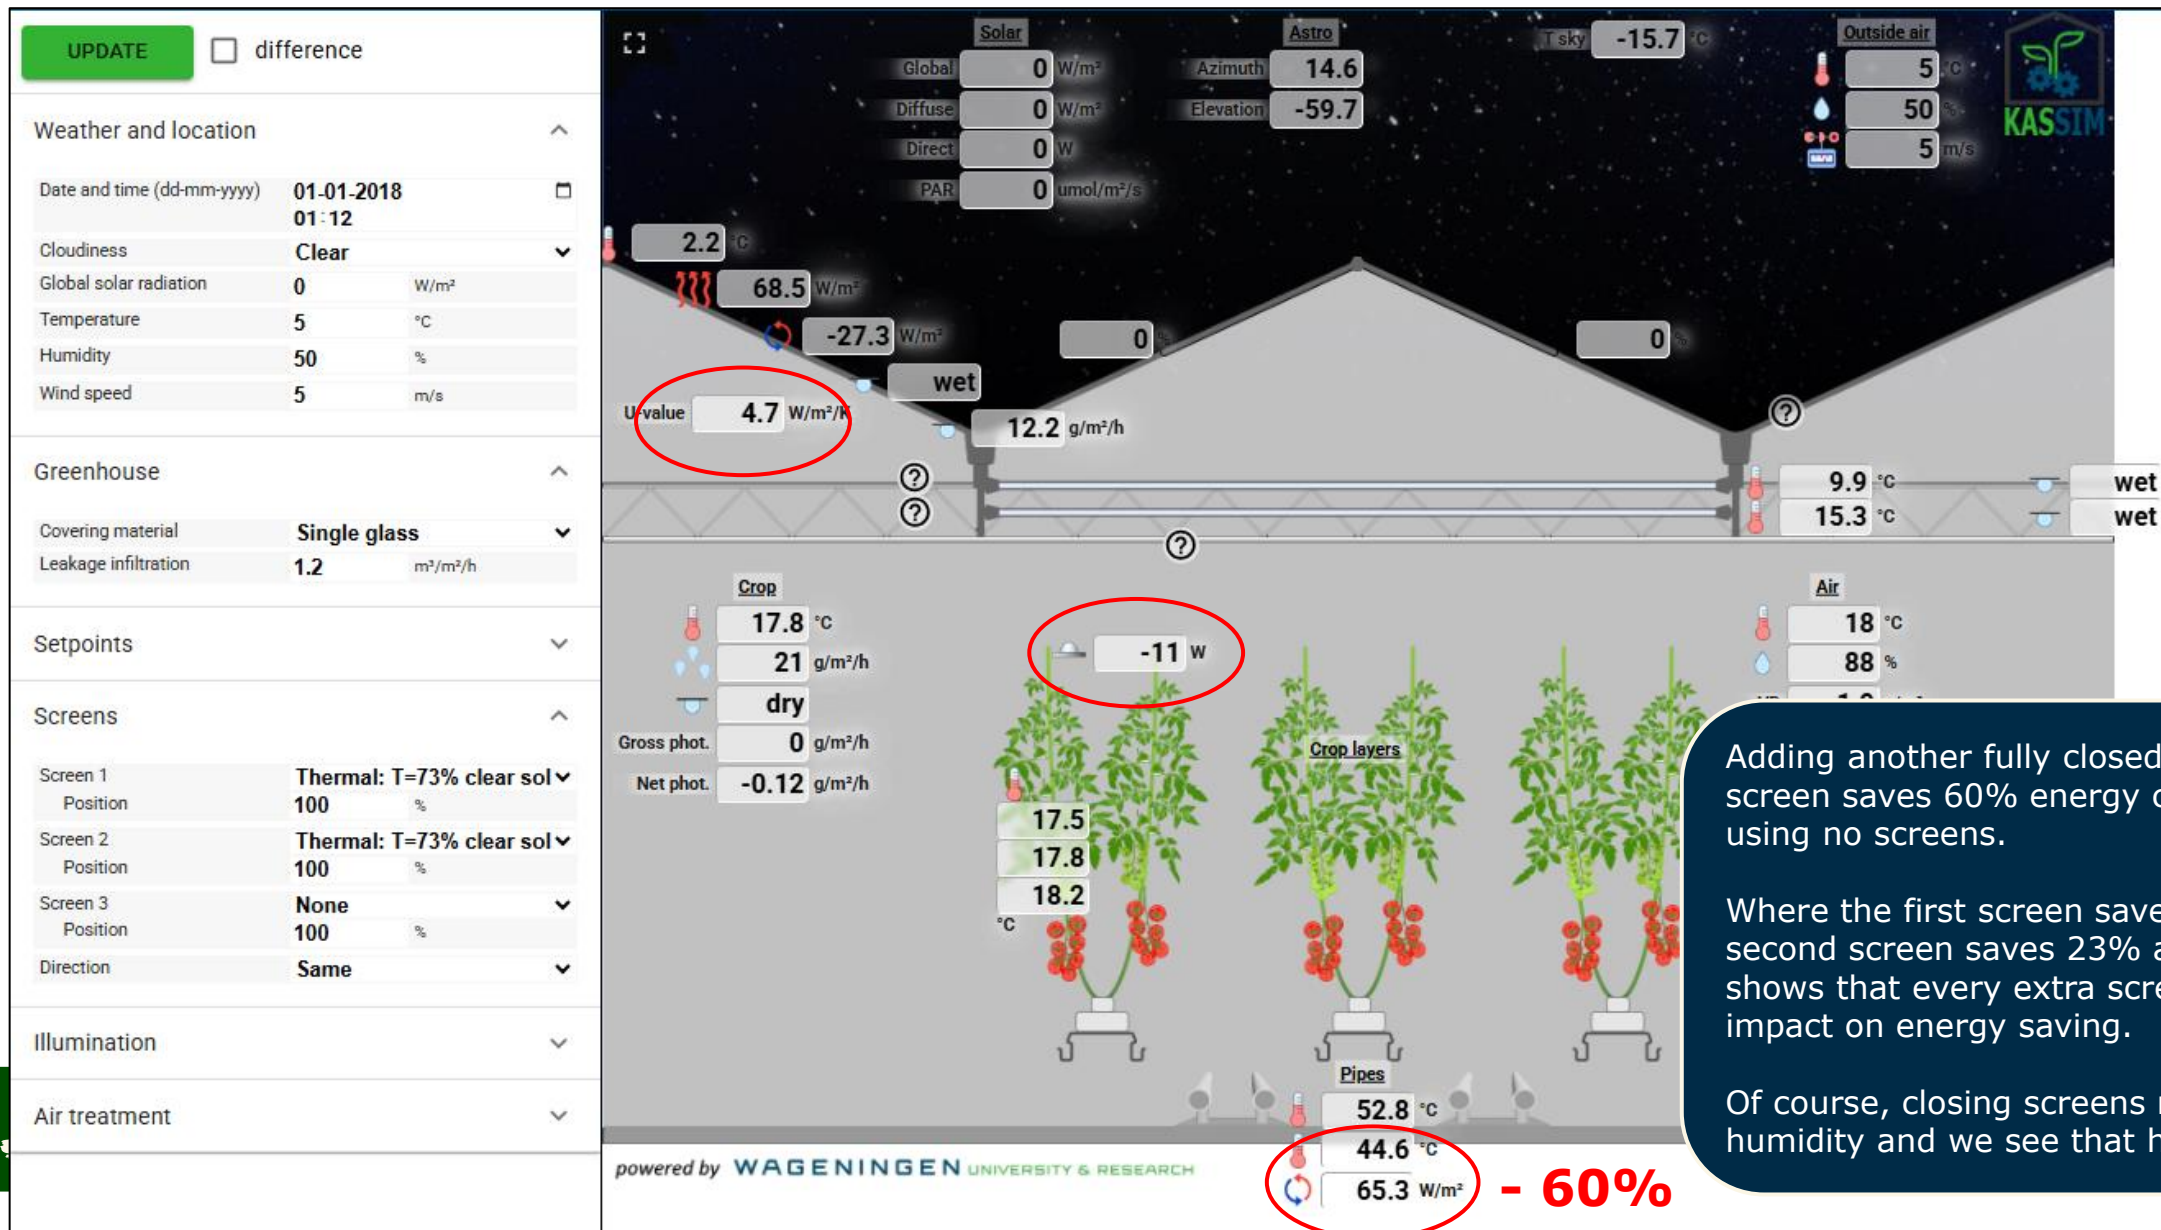 UPDATE
difference
Weather and location
Date and time (dd-mm-yyyy) 01-01-2018
01:12
Cloudiness Clear
Global solar radiation 0 W/m²
Temperature 5 °C
Humidity 50 %
Wind speed 5 m/s
Greenhouse
Covering material Single glass
Leakage infiltration 1.2 m³/m²/h
Setpoints
Screens
Screen 1 Thermal: T=73% clear sol
Position 100 %
Screen 2 Thermal: T=73% clear sol
Position 100 %
Screen 3 None
Position 100 %
Direction Same
Illumination
Air treatment
Solar
Global 0 W/m²
Diffuse 0 W/m²
Direct 0 W
PAR 0 umol/m²/s
Astro
Azimuth 14.6
Elevation -59.7
T sky -15.7 °C
Outside air
5 °C
50 %
5 m/s
KASSIM
2.2 °C
68.5 W/m²
-27.3 W/m²
wet
0 %
0 %
U-value 4.7 W/m²/K
12.2 g/m²/h
9.9 °C wet
15.3 °C wet
Crop
17.8 °C
21 g/m²/h
dry
Gross phot. 0 g/m²/h
Net phot. -0.12 g/m²/h
-11 W
17.5
17.8
18.2
°C
Crop layers
Air
18 °C
88 %
Pipes
52.8 °C
44.6 °C
65.3 W/m²
- 60%
powered by WAGENINGEN UNIVERSITY & RESEARCH
Adding another fully closed
screen saves 60% energy
using no screens.
Where the first screen save
second screen saves 23%
shows that every extra scre
impact on energy saving.
Of course, closing screens
humidity and we see that